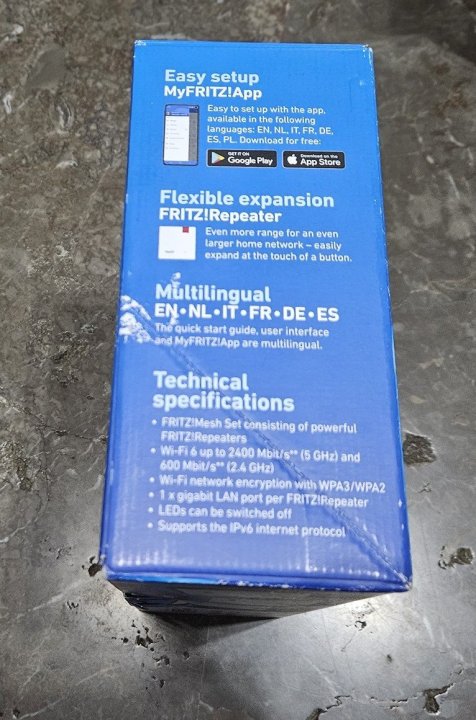 Easy setup
MyFRITZ!App
Easy to set up with the app,
available in the following
languages: EN, NL, IT, FR, DE,
ES, PL. Download for free:
GET IT ON
Google Play
Download on the
App Store
Flexible expansion
FRITZ!Repeater
Even more range for an even
larger home network – easily
expand at the touch of a button.
Multilingual
EN•NL•IT•FR•DE•ES
The quick start guide, user interface
and MyFRITZ!App are multilingual.
Technical
specifications
• FRITZ!Mesh Set consisting of powerful
FRITZ!Repeaters
• Wi-Fi 6 up to 2400 Mbit/s** (5 GHz) and
600 Mbit/s** (2.4 GHz)
• Wi-Fi network encryption with WPA3/WPA2
• 1 x gigabit LAN port per FRITZ!Repeater
• LEDs can be switched off
• Supports the IPv6 internet protocol